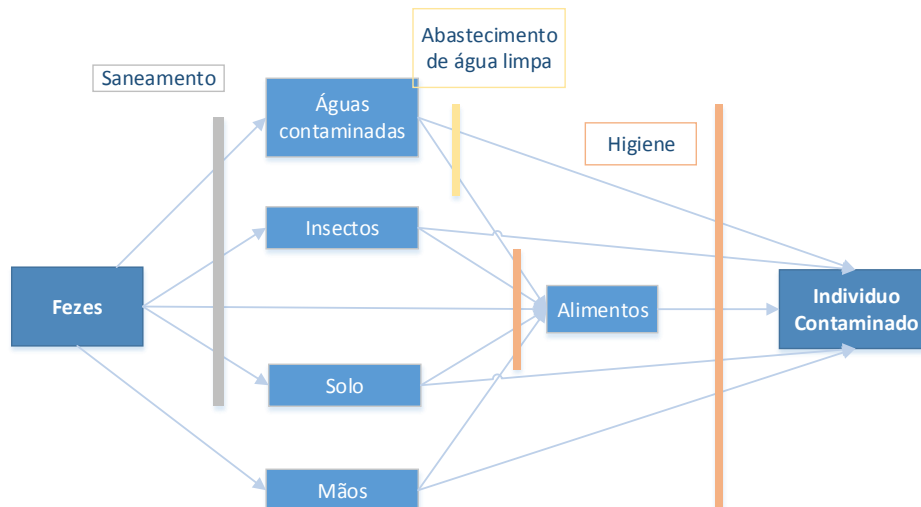 Abastecimento
de água limpa
Saneamento
Águas
contaminadas
Higiene
Insectos
Fezes
Alimentos
Individuo
Contaminado
Solo
Mãos